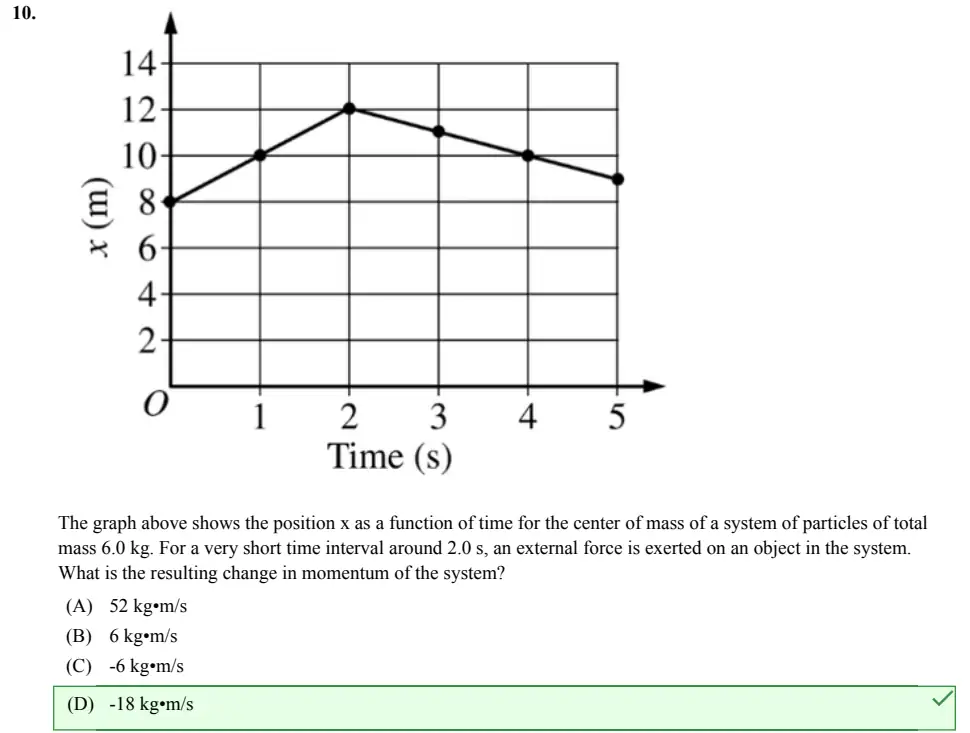 10.
14
12
10
x (m)
8
6
4
2
O
1 2 3 4 5
Time (s)
The graph above shows the position x as a function of time for the center of mass of a system of particles of total
mass 6.0 kg. For a very short time interval around 2.0 s, an external force is exerted on an object in the system.
What is the resulting change in momentum of the system?
(A) 52 kg•m/s
(B) 6 kg•m/s
(C) -6 kg•m/s
(D) -18 kg•m/s